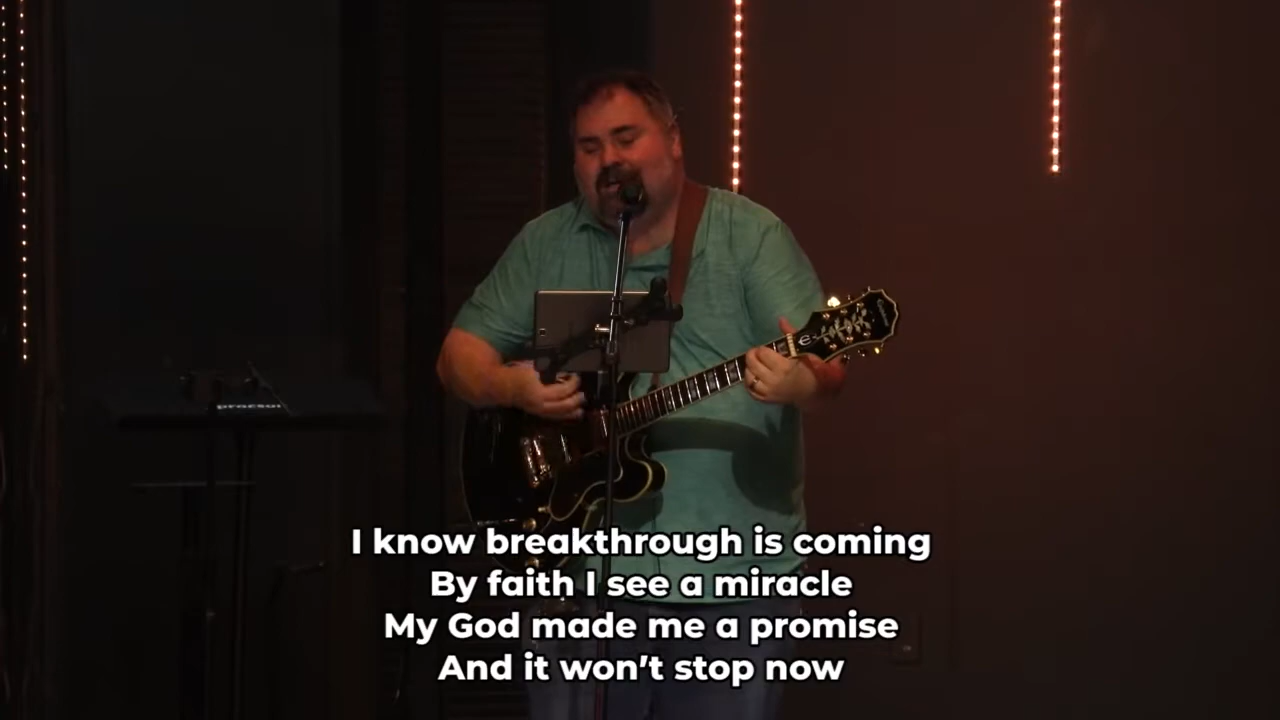 I know breakthrough is coming
By faith I see a miracle
My God made me a promise
And it won't stop now